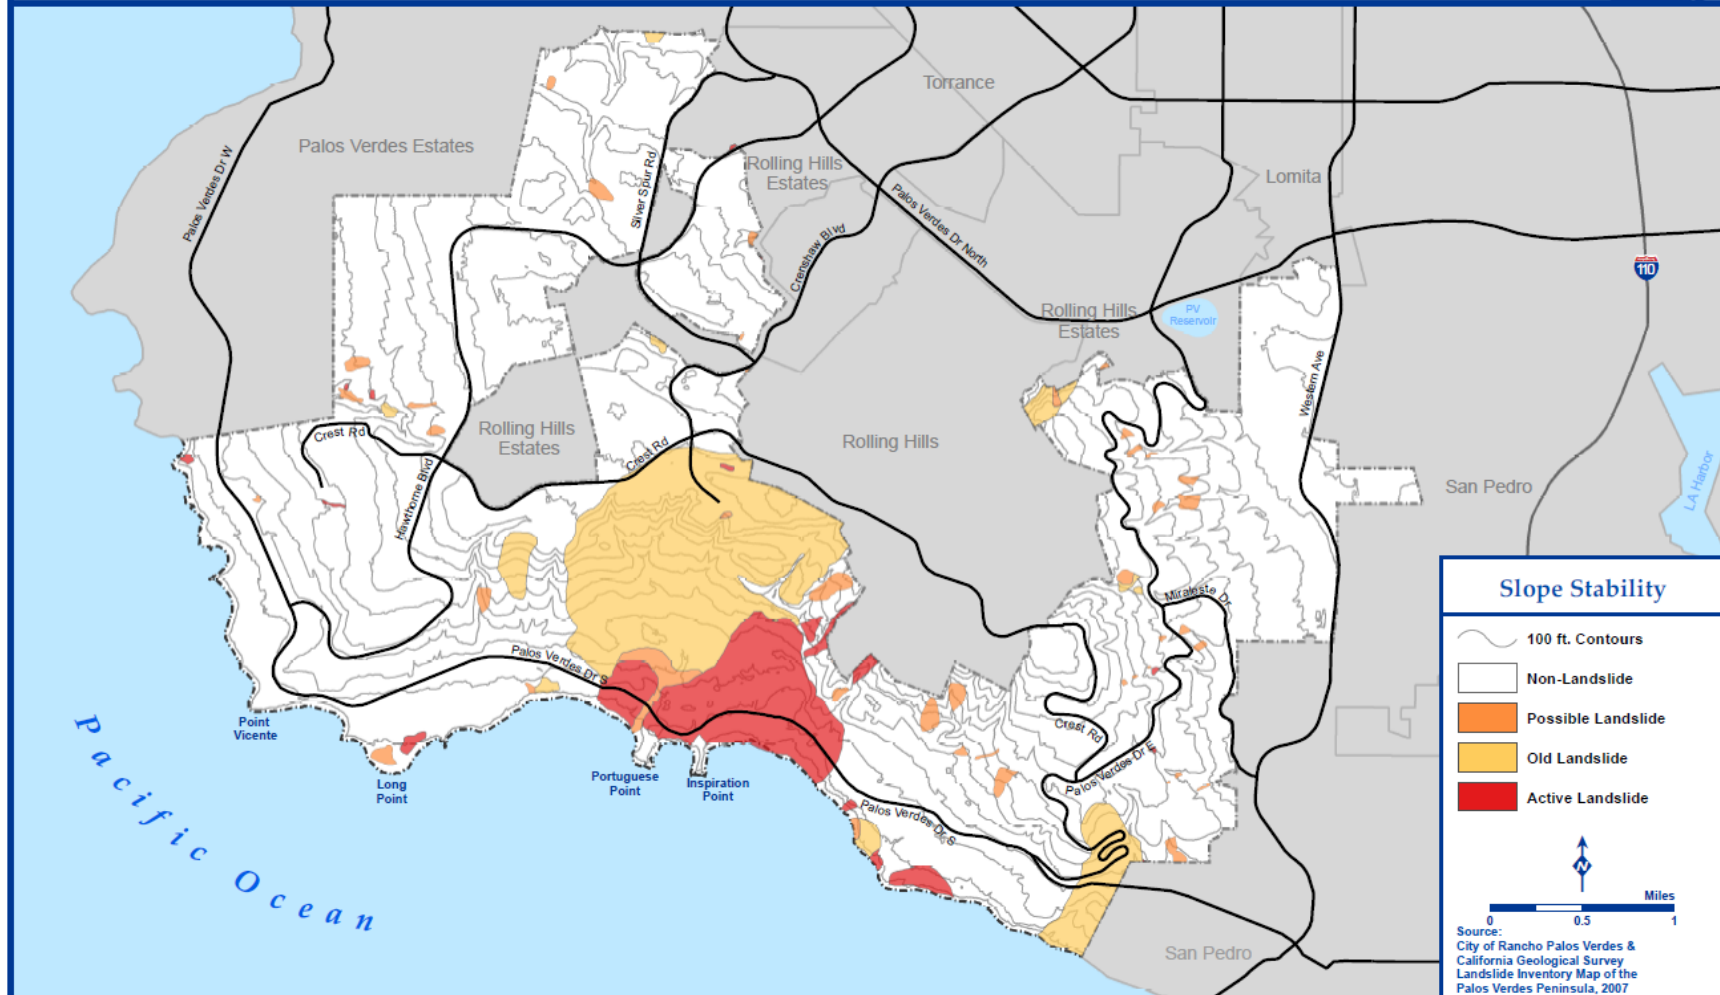 Torrance
Palos Verdes Estates
Palos Verdes Dr W
Silver Spur Rd
Rolling Hills
Estates
Lomita
Palos Verdes Dr North
Crenshaw Blvd
110
Rolling Hills
Estates
PV
Reservoir
Western Ave
Crest Rd
Rolling Hills
Estates
Rolling Hills
Crest Rd
Hawthorne Blvd
San Pedro
LA Harbor
Miraleste Dr
Palos Verdes Dr S
Point
Vicente
Long
Point
Portuguese
Point
Inspiration
Point
Crest Rd
Palos Verdes Dr E
Palos Verdes Dr S
Pacific Ocean
San Pedro
Slope Stability
100 ft. Contours
Non-Landslide
Possible Landslide
Old Landslide
Active Landslide
N
Miles
0 0.5 1
Source:
City of Rancho Palos Verdes &
California Geological Survey
Landslide Inventory Map of the
Palos Verdes Peninsula, 2007